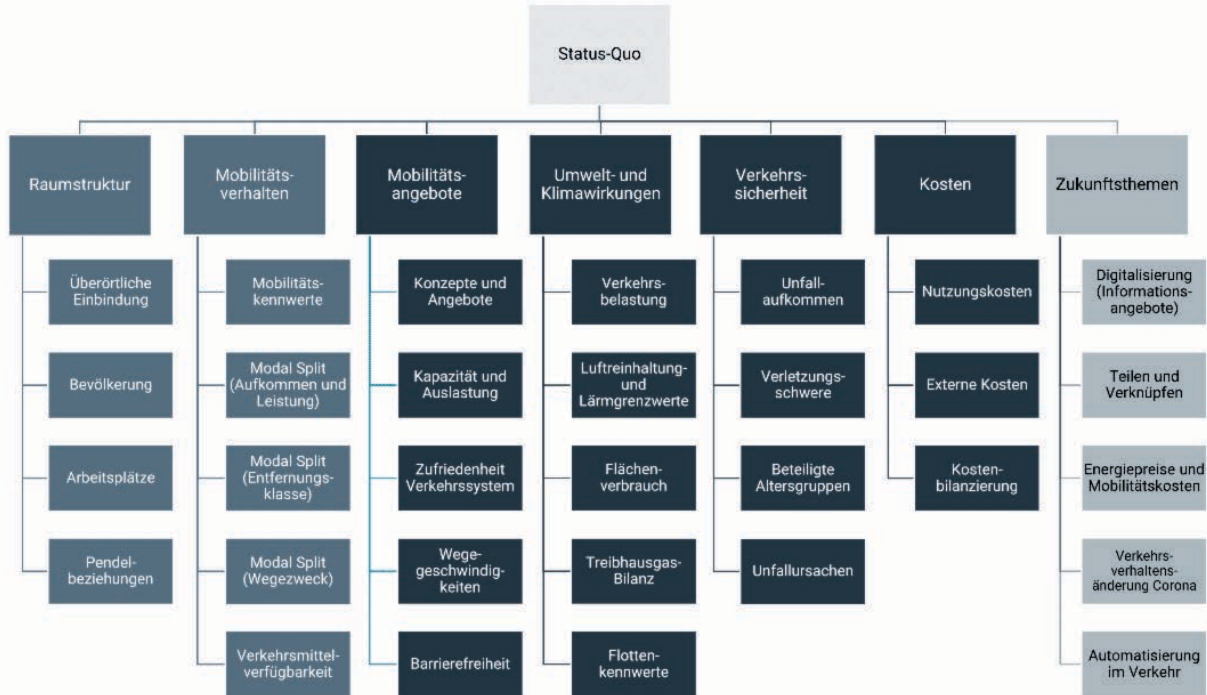 Status-Quo
Raumstruktur
Überörtliche
Einbindung
Bevölkerung
Arbeitsplätze
Pendel-
beziehungen
Mobilitäts-
verhalten
Mobilitäts-
kennwerte
Modal Split
(Aufkommen und
Leistung)
Modal Split
(Entfernungs-
klasse)
Modal Split
(Wegezweck)
Verkehrsmittel-
verfügbarkeit
Mobilitäts-
angebote
Konzepte und
Angebote
Kapazität und
Auslastung
Zufriedenheit
Verkehrssystem
Wege-
geschwindig-
keiten
Barrierefreiheit
Umwelt- und
Klimawirkungen
Verkehrs-
belastung
Luftreinhaltung-
und
Lärmgrenzwerte
Flächen-
verbrauch
Treibhausgas-
Bilanz
Flotten-
kennwerte
Verkehrs-
sicherheit
Unfall-
aufkommen
Verletzungs-
schwere
Beteiligte
Altersgruppen
Unfallursachen
Kosten
Nutzungskosten
Externe Kosten
Kosten-
bilanzierung
Zukunftsthemen
Digitalisierung
(Informations-
angebote)
Teilen und
Verknüpfen
Energiepreise und
Mobilitätskosten
Verkehrs-
verhaltens-
änderung Corona
Automatisierung
im Verkehr